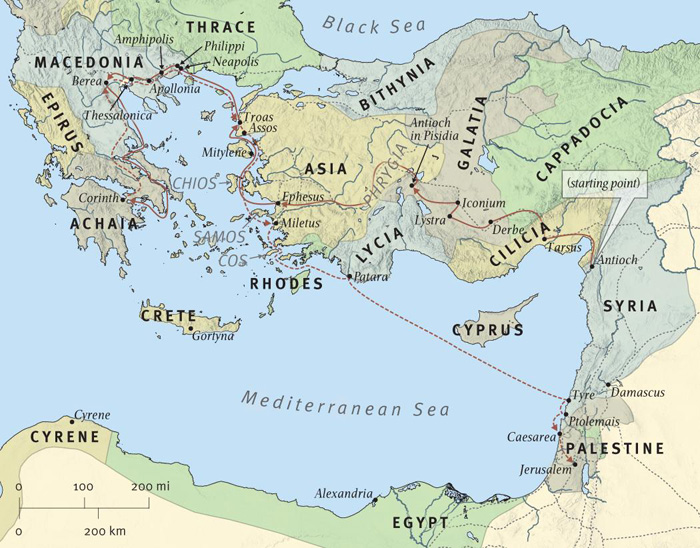 Black Sea
THRACE
Amphipolis
Philippi
MACEDONIA
Neapolis
Berea
Apollonia
BITHYNIA
EPIRUS
Thessalonica
Troas
Assos
GALATIA
Antioch
in Pisidia
CAPPADOCIA
Mitylene
ASIA
PHRYGIA
CHIOS
(starting point)
Corinth
Ephesus
Iconium
ACHAIA
Miletus
Lystra
Derbe
SAMOS
LYCIA
CILICIA
Tarsus
COS
Antioch
RHODES
Patara
SYRIA
CRETE
CYPRUS
Gortyna
Mediterranean Sea
Tyre
Damascus
Cyrene
Ptolemais
CYRENE
Caesarea
PALESTINE
Jerusalem
0 100 200 mi
Alexandria
0 200 km
EGYPT